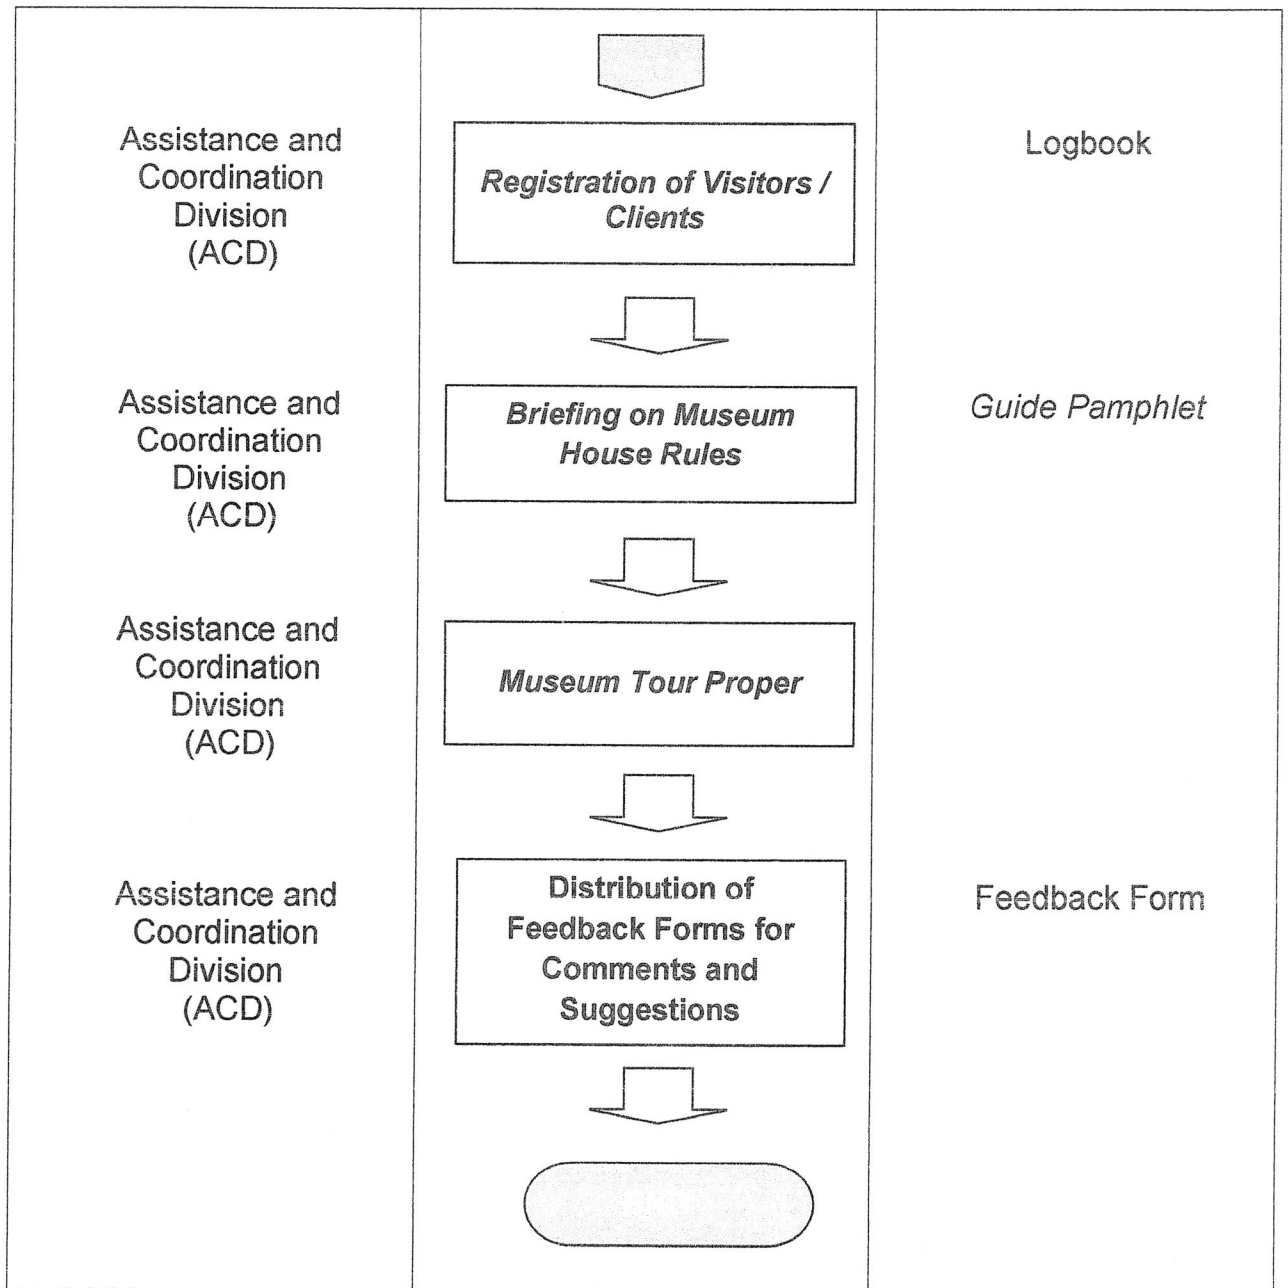 Assistance and
Coordination
Division
(ACD)
Registration of Visitors /
Clients
Logbook
Assistance and
Coordination
Division
(ACD)
Briefing on Museum
House Rules
Guide Pamphlet
Assistance and
Coordination
Division
(ACD)
Museum Tour Proper
Assistance and
Coordination
Division
(ACD)
Distribution of
Feedback Forms for
Comments and
Suggestions
Feedback Form